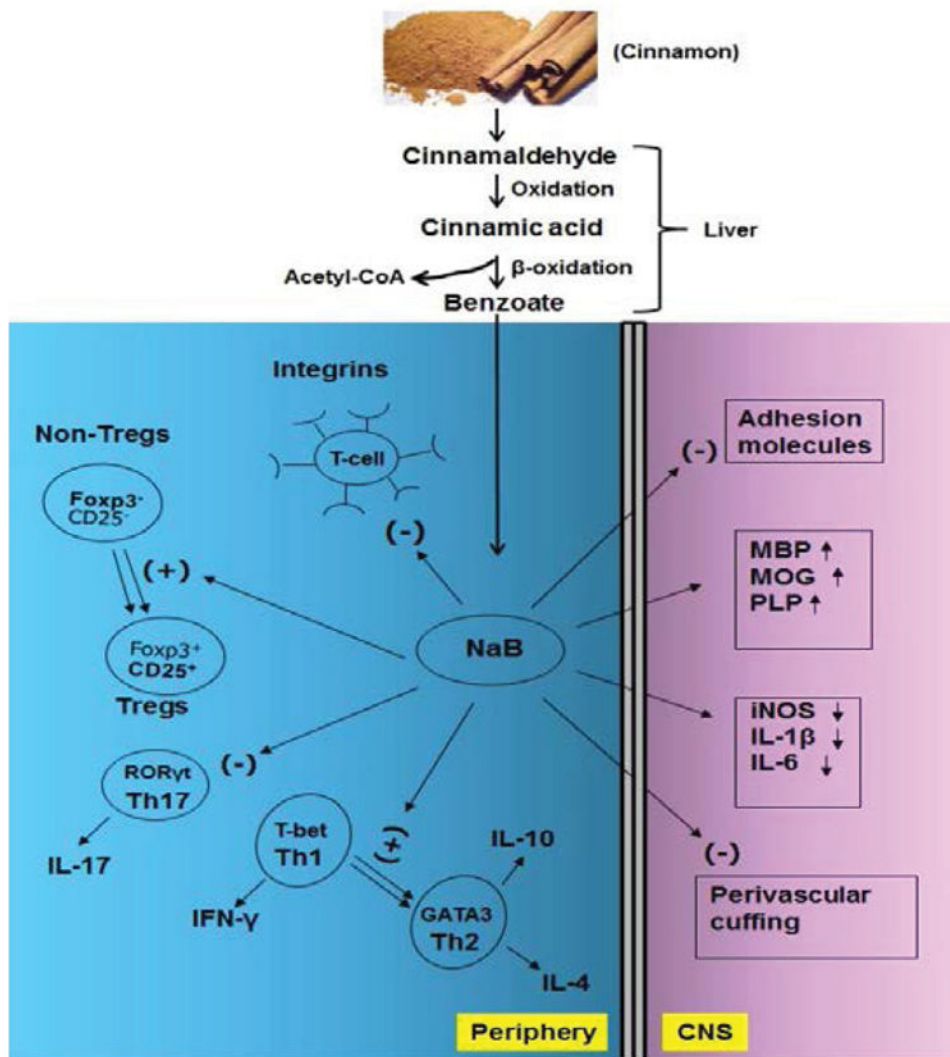 (Cinnamon)
Cinnamaldehyde
Oxidation
Cinnamic acid
Liver
Acetyl-CoA
β-oxidation
Benzoate
Integrins
T-cell
(-)
Non-Tregs
Foxp3-
CD25-
(+)
Foxp3+
CD25+
Tregs
NaB
(-)
RORγt
Th17
IL-17
T-bet
Th1
IFN-γ
(+)
GATA3
Th2
IL-10
IL-4
Periphery
(-)
Adhesion
molecules
MBP ↑
MOG ↑
PLP ↑
iNOS ↓
IL-1β ↓
IL-6 ↓
(-)
Perivascular
cuffing
CNS